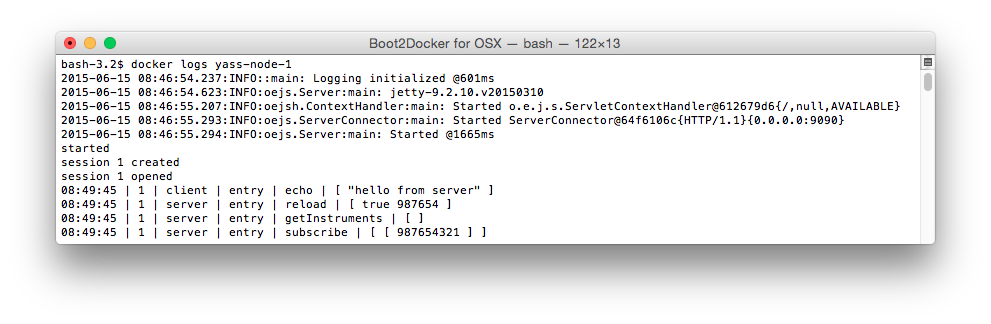 Boot2Docker for OSX — bash — 122×13
bash-3.2$ docker logs yass-node-1
2015-06-15 08:46:54.237:INFO::main: Logging initialized @601ms
2015-06-15 08:46:54.623:INFO:oejs.Server:main: jetty-9.2.10.v20150310
2015-06-15 08:46:55.207:INFO:oejsh.ContextHandler:main: Started o.e.j.s.ServletContextHandler@612679d6{/,null,AVAILABLE}
2015-06-15 08:46:55.293:INFO:oejs.ServerConnector:main: Started ServerConnector@64f6106c{HTTP/1.1}{0.0.0.0:9090}
2015-06-15 08:46:55.294:INFO:oejs.Server:main: Started @1665ms
started
session 1 created
session 1 opened
08:49:45 | 1 | client | entry | echo | [ "hello from server" ]
08:49:45 | 1 | server | entry | reload | [ true 987654 ]
08:49:45 | 1 | server | entry | getInstruments | [ ]
08:49:45 | 1 | server | entry | subscribe | [ [ 987654321 ] ]